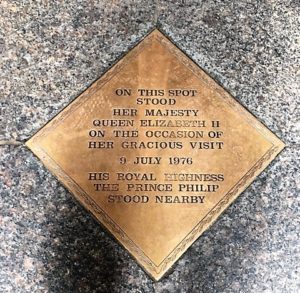 ON THIS SPOT
STOOD
HER MAJESTY
QUEEN ELIZABETH II
ON THE OCCASION OF
HER GRACIOUS VISIT
9 JULY 1976
HIS ROYAL HIGHNESS
THE PRINCE PHILIP
STOOD NEARBY